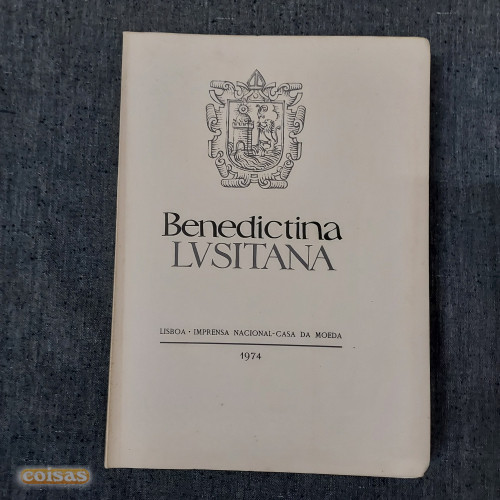 Benedictina
LVSITANA
LISBOA · IMPRENSA NACIONAL-CASA DA MOEDA
1974
coisas